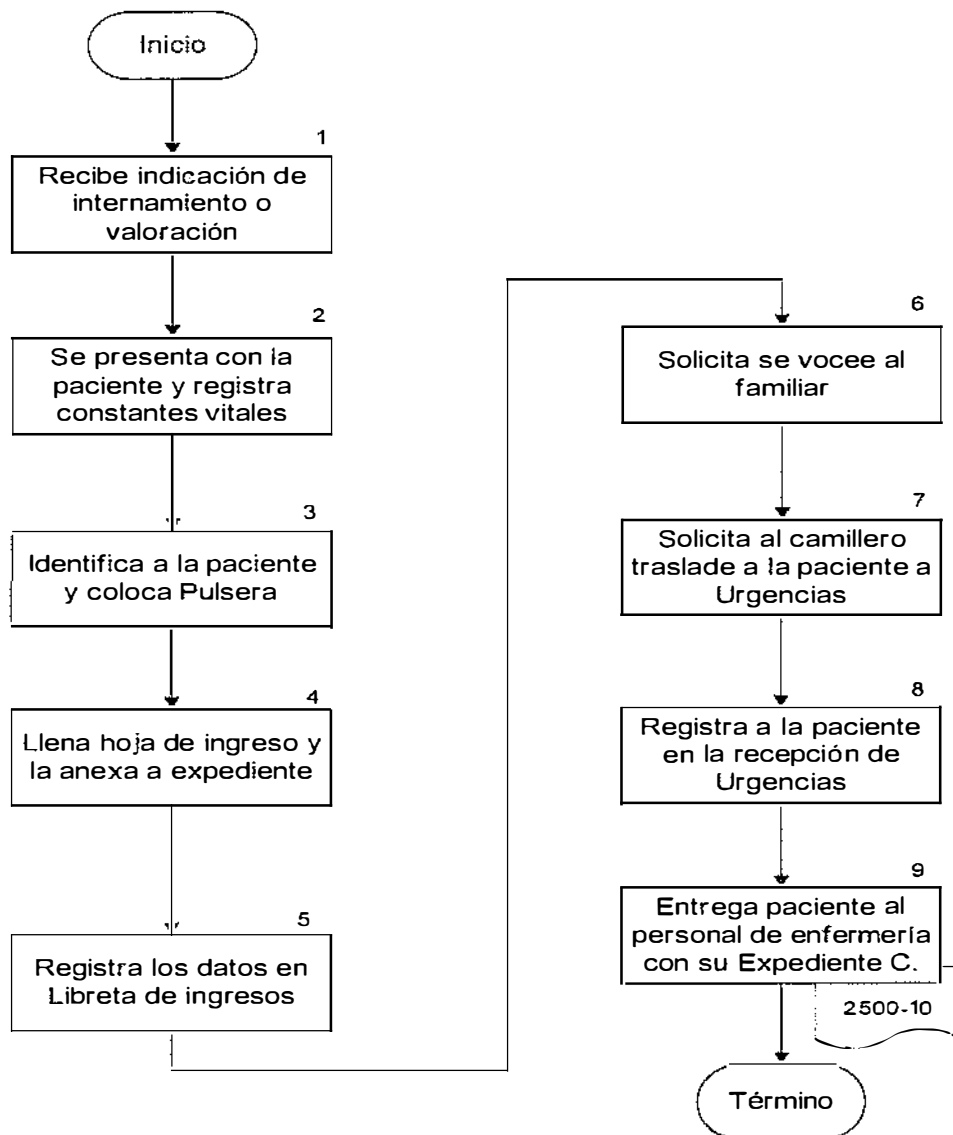 Inicio
1
Recibe indicación de
internamiento o
valoración
2
Se presenta con la
paciente y registra
constantes vitales
3
Identifica a la paciente
y coloca Pulsera
4
Llena hoja de ingreso y
la anexa a expediente
5
Registra los datos en
Libreta de ingresos
6
Solicita se vocee al
familiar
7
Solicita al camillero
traslade a la paciente a
Urgencias
8
Registra a la paciente
en la recepción de
Urgencias
9
Entrega paciente al
personal de enfermería
con su Expediente C.
2500-10
Término